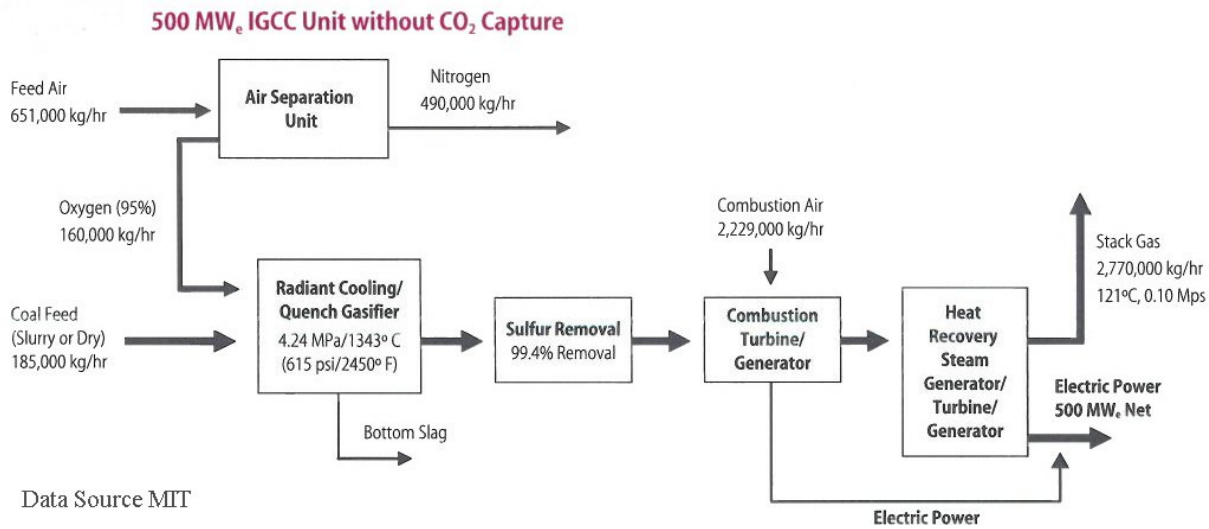 500 MWₑ IGCC Unit without CO₂ Capture
Feed Air
651,000 kg/hr
Air Separation
Unit
Nitrogen
490,000 kg/hr
Oxygen (95%)
160,000 kg/hr
Coal Feed
(Slurry or Dry)
185,000 kg/hr
Radiant Cooling/
Quench Gasifier
4.24 MPa/1343º C
(615 psi/2450º F)
Bottom Slag
Sulfur Removal
99.4% Removal
Combustion Air
2,229,000 kg/hr
Combustion
Turbine/
Generator
Heat
Recovery
Steam
Generator/
Turbine/
Generator
Stack Gas
2,770,000 kg/hr
121ºC, 0.10 Mps
Electric Power
500 MWₑ Net
Electric Power
Data Source MIT